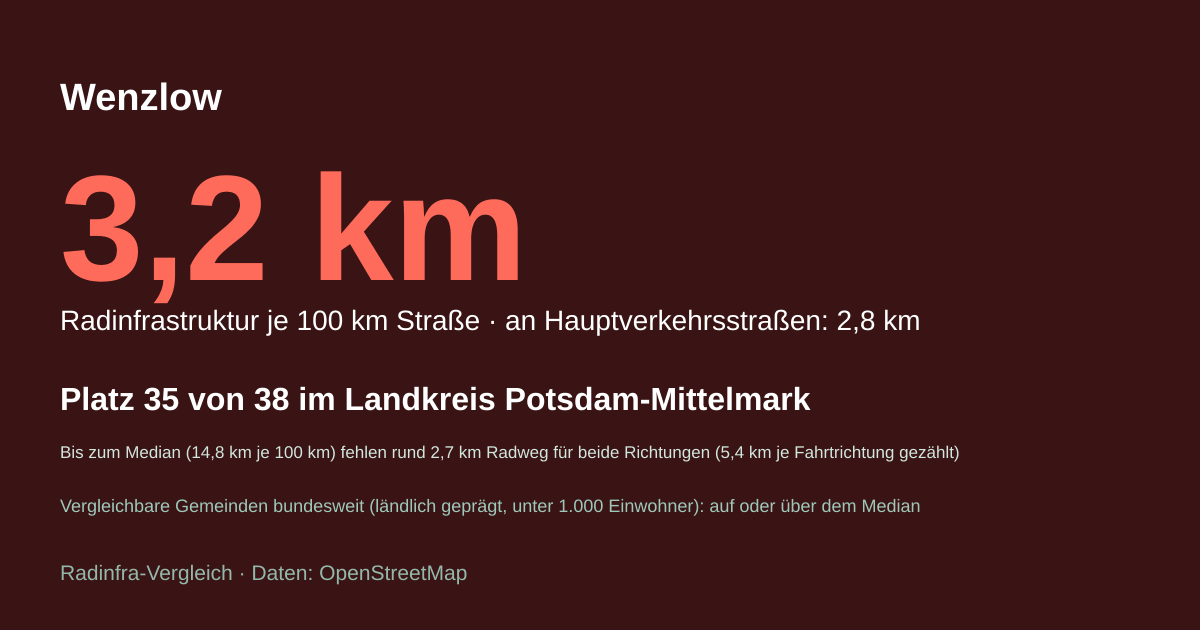 Wenzlow
3,2 km
Radinfrastruktur je 100 km Straße · an Hauptverkehrsstraßen: 2,8 km
Platz 35 von 38 im Landkreis Potsdam-Mittelmark
Bis zum Median (14,8 km je 100 km) fehlen rund 2,7 km Radweg für beide Richtungen (5,4 km je Fahrtrichtung gezählt)
Vergleichbare Gemeinden bundesweit (ländlich geprägt, unter 1.000 Einwohner): auf oder über dem Median
Radinfra-Vergleich · Daten: OpenStreetMap